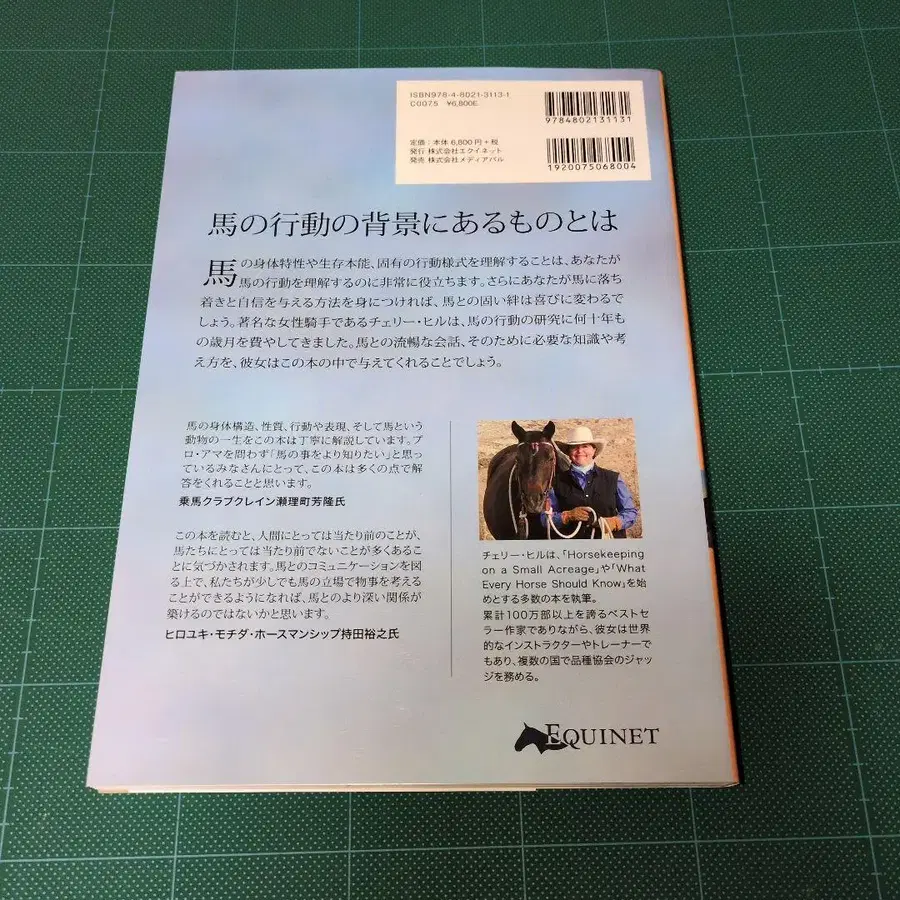 ISBN978-4-8021-3113-1
C0075 ¥6,800E
9784802131131
定価：本体 6,800円+税
発行 株式会社エクイネット
発売 株式会社メディアパル
1920075068004
馬の行動の背景にあるものとは
馬の身体特性や生存本能、固有の行動様式を理解することは、あなたが
馬の行動を理解するのに非常に役立ちます。さらにあなたが馬に落ち
着きと自信を与える方法を身につければ、馬との固い絆は喜びに変わるで
しょう。著名な女性騎手であるチェリー・ヒルは、馬の行動の研究に何十年も
の歳月を費やしてきました。馬との流暢な会話、そのために必要な知識や考
え方を、彼女はこの本の中で与えてくれることでしょう。
馬の身体構造、性質、行動や表現、そして馬という
動物の一生をこの本は丁寧に解説しています。プ
ロ・アマを問わず「馬の事をより知りたい」と思っ
ているみなさんにとって、この本は多くの点で解
答をくれることと思います。
乗馬クラブクレイン瀬理町芳隆氏
この本を読むと、人間にとっては当たり前のことが、
馬たちにとっては当たり前でないことが多くあるこ
とに気づかされます。馬とのコミュニケーションを図
る上で、私たちが少しでも馬の立場で物事を考える
ことができるようになれば、馬とのより深い関係が
築けるのではないかと思います。
ヒロユキ・モチダ・ホースマンシップ持田裕之氏
チェリー・ヒルは、「Horsekeeping
on a Small Acreage」や「What
Every Horse Should Know」を始
めとする多数の本を執筆。
累計100万部以上を誇るベストセ
ラー作家でありながら、彼女は世界
的なインストラクターやトレーナーで
もあり、複数の国で品種協会のジャッ
ジを務める。
EQUINET